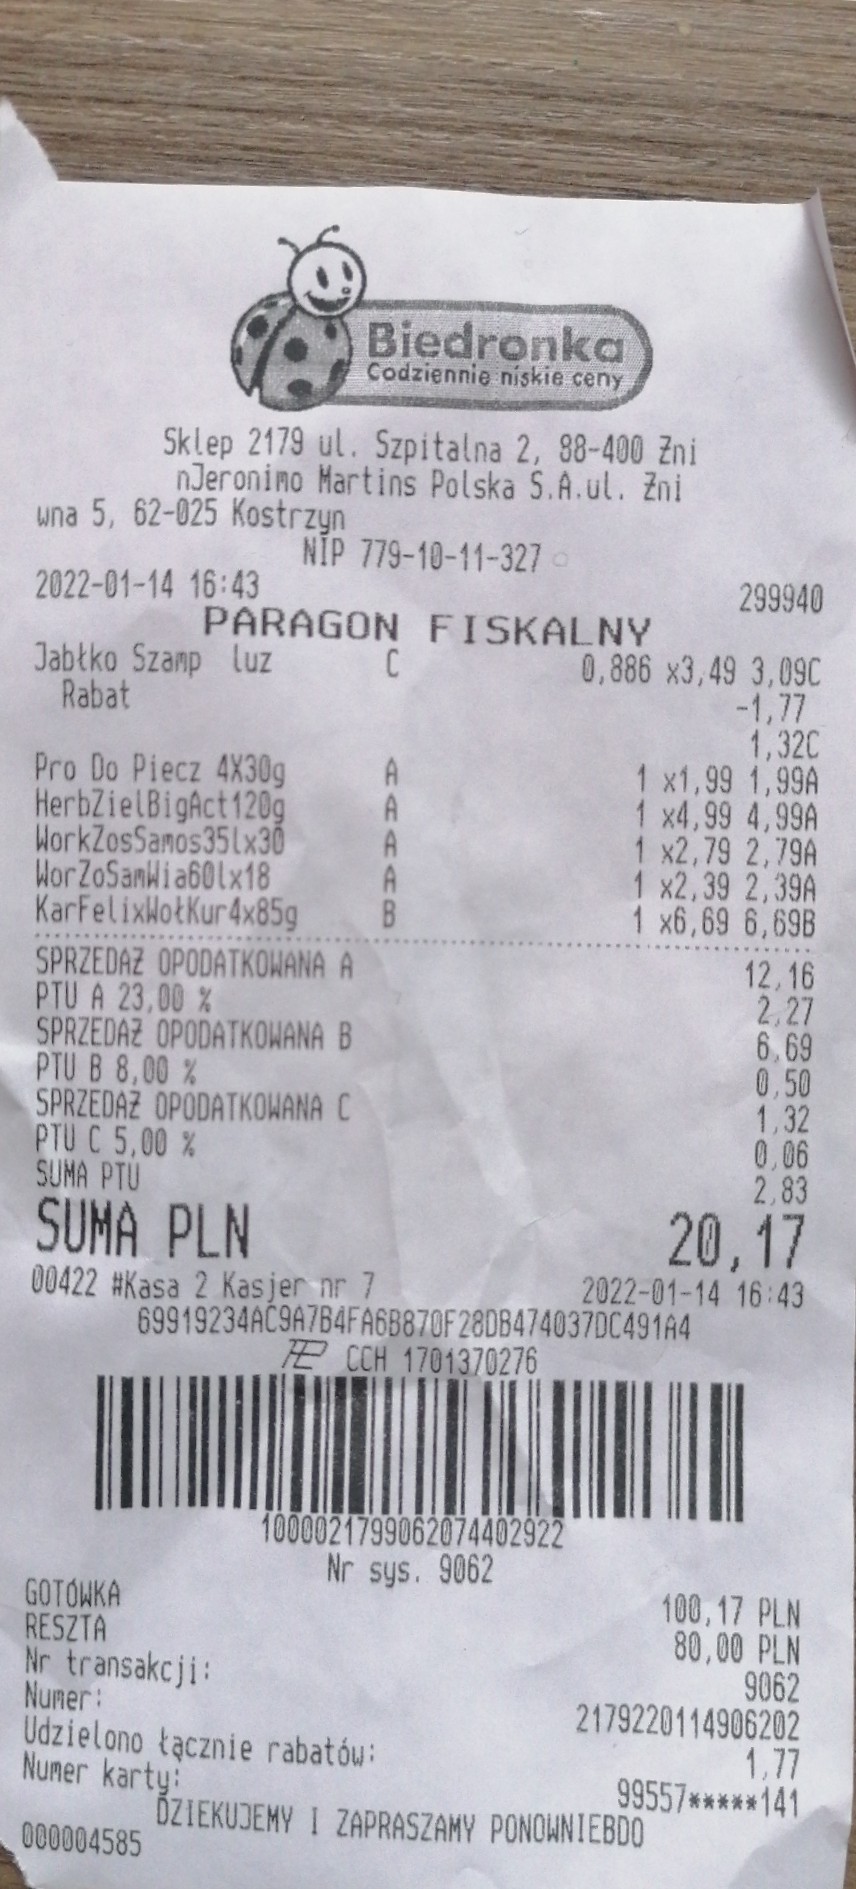 Biedronka
Codziennie niskie ceny
Sklep 2179 ul. Szpitalna 2, 88-400 Żni
nJeronimo Martins Polska S.A.ul. Żni
wna 5, 62-025 Kostrzyn
NIP 779-10-11-327
2022-01-14 16:43 299940
PARAGON FISKALNY
Jabłko Szamp luz C 0,886 x3,49 3,09C
Rabat -1,77
1,32C
Pro Do Piecz 4X30g A 1 x1,99 1,99A
HerbZielBigAct120g A 1 x4,99 4,99A
WorkZosSamos35lx30 A 1 x2,79 2,79A
WorZoSamWia60lx18 A 1 x2,39 2,39A
KarFelixWołKur4x85g B 1 x6,69 6,69B
SPRZEDAŻ OPODATKOWANA A 12,16
PTU A 23,00 % 2,27
SPRZEDAŻ OPODATKOWANA B 6,69
PTU B 8,00 % 0,50
SPRZEDAŻ OPODATKOWANA C 1,32
PTU C 5,00 % 0,06
SUMA PTU 2,83
SUMA PLN 20,17
00422 #Kasa 2 Kasjer nr 7 2022-01-14 16:43
69919234AC9A7B4FA6B870F28DB474037DC491A4
CCH 1701370276
1000021799062074402922
Nr sys. 9062
GOTÓWKA 100,17 PLN
RESZTA 80,00 PLN
Nr transakcji: 9062
Numer: 2179220114906202
Udzielono łącznie rabatów: 1,77
Numer karty: 99557*****141
DZIEKUJEMY I ZAPRASZAMY PONOWNIEBDO
000004585